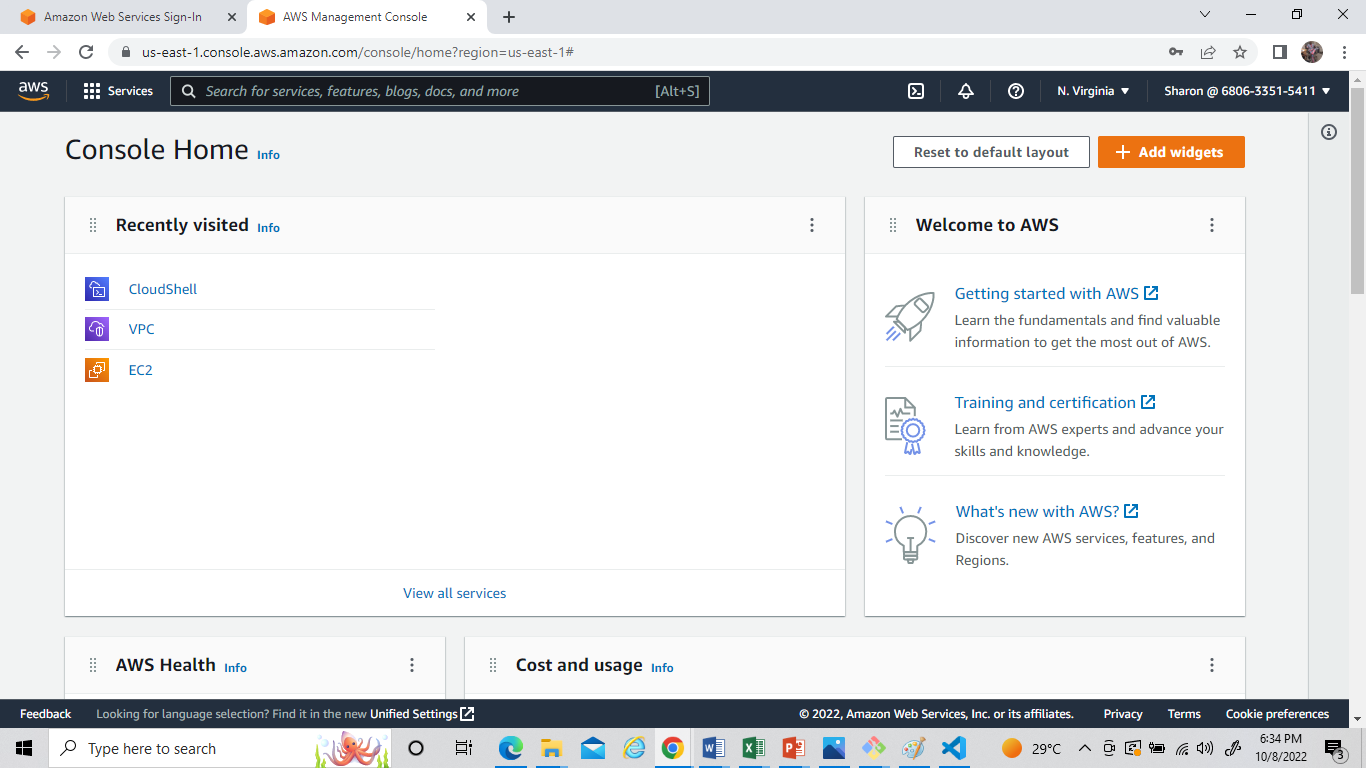 Amazon Web Services Sign-In
AWS Management Console
us-east-1.console.aws.amazon.com/console/home?region=us-east-1#
aws
Services
Search for services, features, blogs, docs, and more
[Alt+S]
N. Virginia
Sharon @ 6806-3351-5411
Console Home Info
Reset to default layout
Add widgets
Recently visited Info
CloudShell
VPC
EC2
View all services
Welcome to AWS
Getting started with AWS
Learn the fundamentals and find valuable
information to get the most out of AWS.
Training and certification
Learn from AWS experts and advance your
skills and knowledge.
What's new with AWS?
Discover new AWS services, features, and
Regions.
AWS Health Info
Cost and usage Info
Feedback
Looking for language selection? Find it in the new Unified Settings
© 2022, Amazon Web Services, Inc. or its affiliates.
Privacy
Terms
Cookie preferences
Type here to search
29°C
6:34 PM
10/8/2022
3